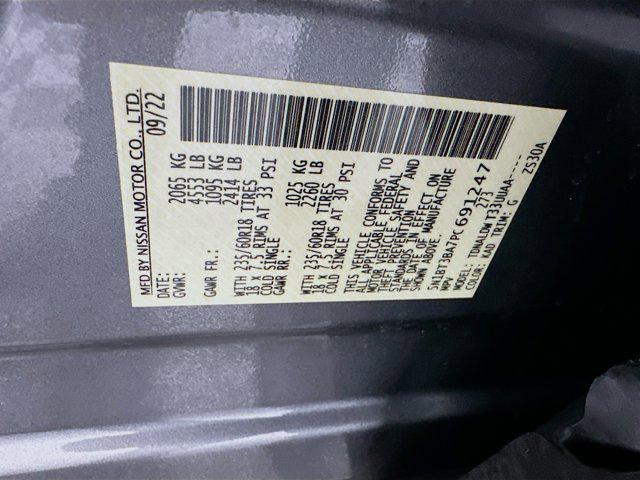 MFD BY NISSAN MOTOR CO., LTD.
DATE: 09/22
GVWR: 2065 KG
4553 LB
GAWR FR.: 1095 KG
2414 LB
WITH 235/60R18 TIRES
18 X 7.5 RIMS AT 33 PSI
COLD SINGLE
GAWR RR.: 1025 KG
2260 LB
WITH 235/60R18 TIRES
18 X 7.5 RIMS AT 30 PSI
COLD SINGLE
THIS VEHICLE CONFORMS TO
ALL APPLICABLE FEDERAL
MOTOR VEHICLE SAFETY AND
THEFT PREVENTION
STANDARDS IN EFFECT ON
THE DATE OF MANUFACTURE
SHOWN ABOVE.
5N1BT3BA7PC691247
MPV TDWALDWT33UUAA----
COLOR: KAD TRIM: G ZS30A